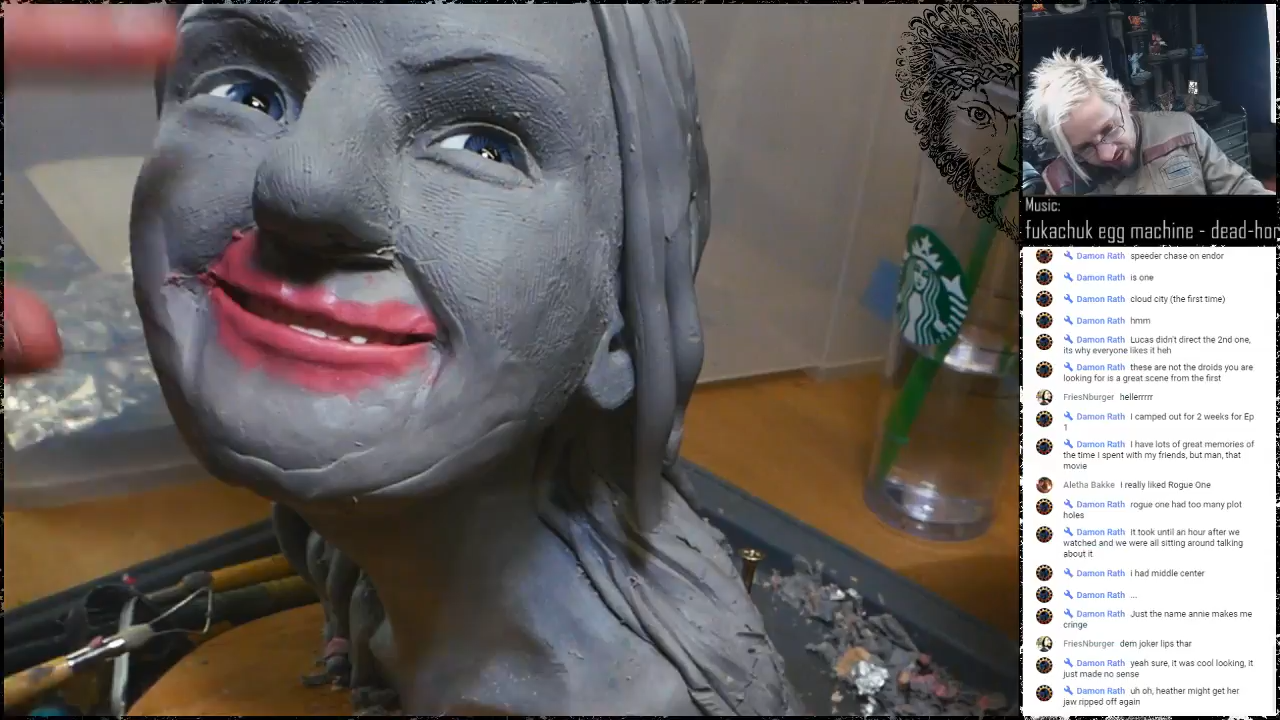 Music:
fukachuk egg machine - dead-hor
Damon Rath speeder chase on endor
Damon Rath is one
Damon Rath cloud city (the first time)
Damon Rath hmm
Damon Rath Lucas didn't direct the 2nd one,
its why everyone likes it heh
Damon Rath these are not the droids you are
looking for is a great scene from the first
FriesNburger hellerrrrr
Damon Rath I camped out for 2 weeks for Ep
1
Damon Rath I have lots of great memories of
the time I spent with my friends, but man, that
movie
Aletha Bakke I really liked Rogue One
Damon Rath rogue one had too many plot
holes
Damon Rath It took until an hour after we
watched and we were all sitting around talking
about it
Damon Rath i had middle center
Damon Rath ...
Damon Rath Just the name annie makes me
cringe
FriesNburger dem joker lips thar
Damon Rath yeah sure, it was cool looking, it
just made no sense
Damon Rath uh oh, heather might get her
jaw ripped off again